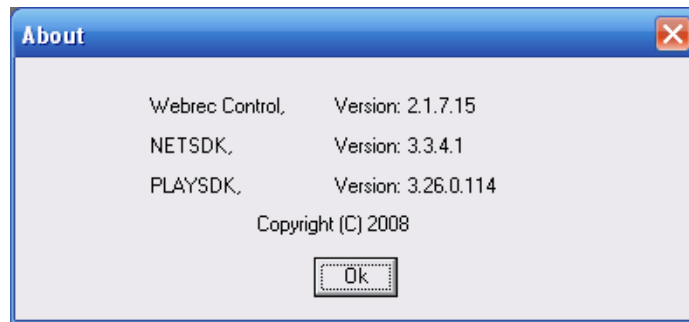 About
Webrec Control, Version: 2.1.7.15
NETSDK, Version: 3.3.4.1
PLAYSDK, Version: 3.26.0.114
Copyright (C) 2008
Ok